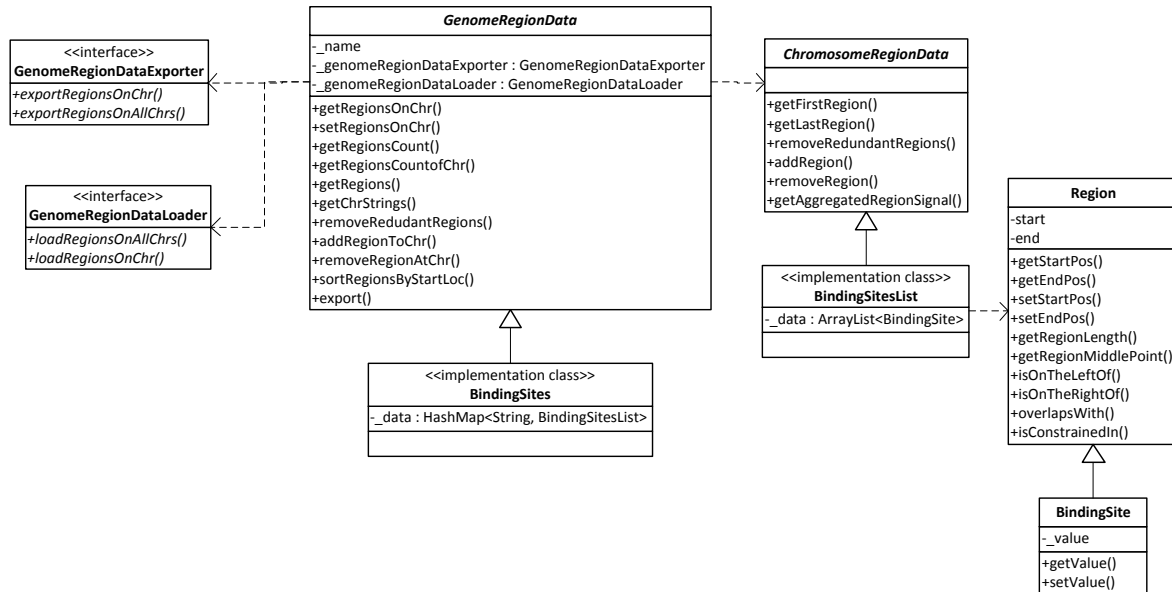 GenomeRegionData
-_name
-_genomeRegionDataExporter : GenomeRegionDataExporter
-_genomeRegionDataLoader : GenomeRegionDataLoader
+getRegionsOnChr()
+setRegionsOnChr()
+getRegionsCount()
+getRegionsCountofChr()
+getRegions()
+getChrStrings()
+removeRedudantRegions()
+addRegionToChr()
+removeRegionAtChr()
+sortRegionsByStartLoc()
+export()
<<interface>>
GenomeRegionDataExporter
+exportRegionsOnChr()
+exportRegionsOnAllChrs()
<<interface>>
GenomeRegionDataLoader
+loadRegionsOnAllChrs()
+loadRegionsOnChr()
<<implementation class>>
BindingSites
-_data : HashMap<String, BindingSitesList>
ChromosomeRegionData
+getFirstRegion()
+getLastRegion()
+removeRedundantRegions()
+addRegion()
+removeRegion()
+getAggregatedRegionSignal()
<<implementation class>>
BindingSitesList
-_data : ArrayList<BindingSite>
Region
-start
-end
+getStartPos()
+getEndPos()
+setStartPos()
+setEndPos()
+getRegionLength()
+getRegionMiddlePoint()
+isOnTheLeftOf()
+isOnTheRightOf()
+overlapsWith()
+isConstrainedIn()
BindingSite
-_value
+getValue()
+setValue()